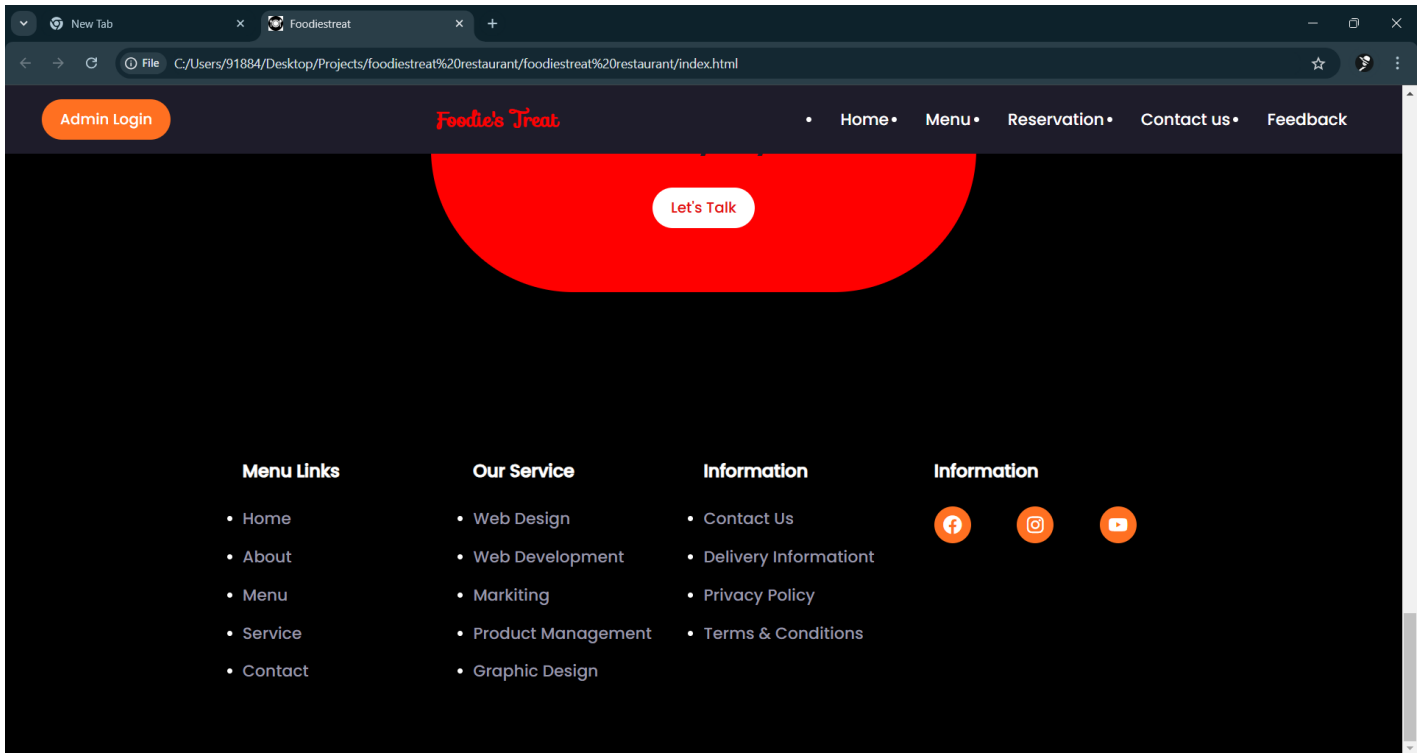 New Tab
Foodiestreat
File C:/Users/91884/Desktop/Projects/foodiestreat%20restaurant/foodiestreat%20restaurant/index.html
Admin Login
Foodie's Treat
• Home • Menu • Reservation • Contact us • Feedback
Let's Talk
Menu Links
• Home
• About
• Menu
• Service
• Contact
Our Service
• Web Design
• Web Development
• Markiting
• Product Management
• Graphic Design
Information
• Contact Us
• Delivery Informationt
• Privacy Policy
• Terms & Conditions
Information